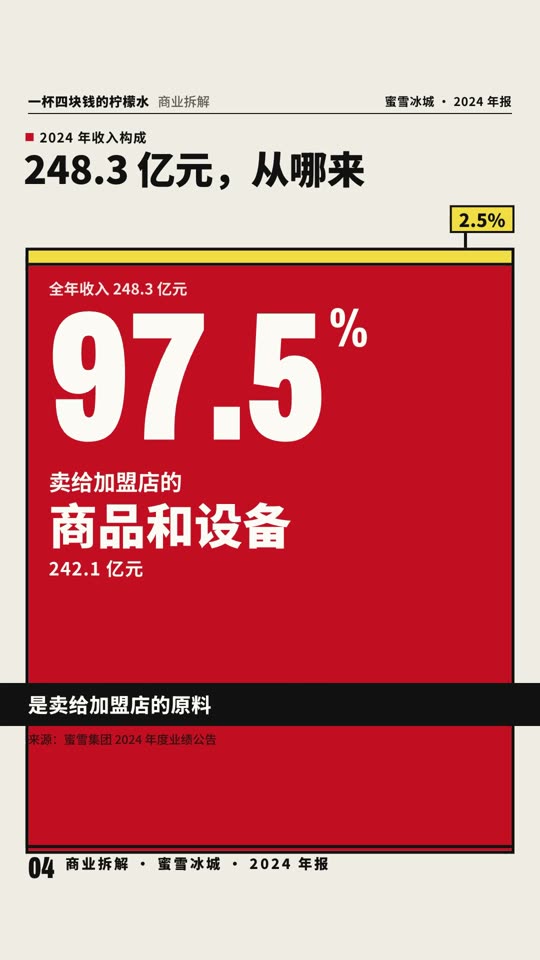 一杯四块钱的柠檬水 商业拆解
蜜雪冰城 · 2024 年报
2024 年收入构成
248.3 亿元，从哪来
2.5%
全年收入 248.3 亿元
97.5%
卖给加盟店的
商品和设备
242.1 亿元
是卖给加盟店的原料
来源：蜜雪集团 2024 年度业绩公告
04 商业拆解 · 蜜雪冰城 · 2024 年报